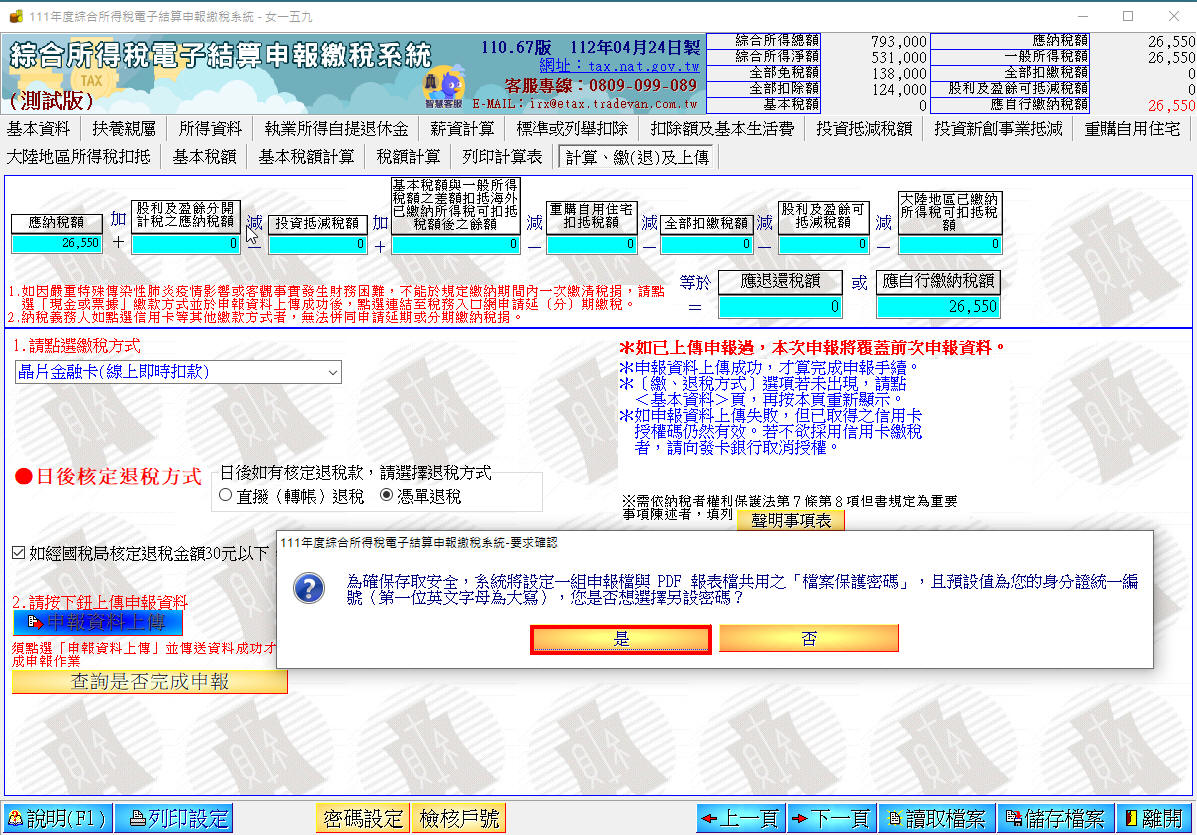 111年度綜合所得稅電子結算申報繳稅系統 - 女一五九
綜合所得稅電子結算申報繳稅系統
TAX
(測試版)
智慧客服
110.67版 112年04月24日製
網址：tax.nat.gov.tw
客服專線：0809-099-089
E-MAIL：irx@etax.tradevan.com.tw
綜合所得總額 793,000 應納稅額 26,550
綜合所得淨額 531,000 一般所得稅額 26,550
全部免稅額 138,000 全部扣繳稅額 0
全部扣除額 124,000 股利及盈餘可抵減稅額 0
基本稅額 0 應自行繳納稅額 26,550
基本資料 扶養親屬 所得資料 執業所得自提退休金 薪資計算 標準或列舉扣除 扣除額及基本生活費 投資抵減稅額 投資新創事業抵減 重購自用住宅
大陸地區所得稅扣抵 基本稅額 基本稅額計算 稅額計算 列印計算表 計算、繳(退)及上傳
應納稅額
26,550
加
＋
股利及盈餘分開
計稅之應納稅額
0
減
－
投資抵減稅額
0
加
＋
基本稅額與一般所得
稅額之差額扣抵海外
已繳納所得稅可扣抵
稅額後之餘額
0
減
－
重購自用住宅
扣抵稅額
0
減
－
全部扣繳稅額
0
減
－
股利及盈餘可
抵減稅額
0
減
－
大陸地區已繳納
所得稅可扣抵稅
額
0
1.如因嚴重特殊傳染性肺炎疫情影響或客觀事實發生財務困難，不能於規定繳納期間內一次繳清稅捐，請點
選「現金或票據」繳款方式並於申報資料上傳成功後，點選連結至稅務入口網申請延（分）期繳稅。
2.納稅義務人如點選信用卡等其他繳款方式者，無法併同申請延期或分期繳納稅捐。
等於
＝
應退還稅額
0
或
應自行繳納稅額
26,550
1.請點選繳稅方式
晶片金融卡(線上即時扣款)
＊如已上傳申報過，本次申報將覆蓋前次申報資料。
＊申報資料上傳成功，才算完成申報手續。
＊〔繳、退稅方式〕選項若未出現，請點
＜基本資料＞頁，再按本頁重新顯示。
＊如申報資料上傳失敗，但已取得之信用卡
授權碼仍然有效。若不欲採用信用卡繳稅
者，請向發卡銀行取消授權。
●日後核定退稅方式
日後如有核定退稅款，請選擇退稅方式
直撥（轉帳）退稅 憑單退稅
※需依納稅者權利保護法第7條第8項但書規定為重要
事項陳述者，填列 聲明事項表
如經國稅局核定退稅金額30元以下
111年度綜合所得稅電子結算申報繳稅系統-要求確認
為確保存取安全，系統將設定一組申報檔與 PDF 報表檔共用之「檔案保護密碼」，且預設值為您的身分證統一編
號（第一位英文字母為大寫），您是否想選擇另設密碼？
是 否
2.請按下鈕上傳申報資料
申報資料上傳
須點選「申報資料上傳」並傳送資料成功才
成申報作業
查詢是否完成申報
說明(F1) 列印設定 密碼設定 檢核戶號 上一頁 下一頁 讀取檔案 儲存檔案 離開